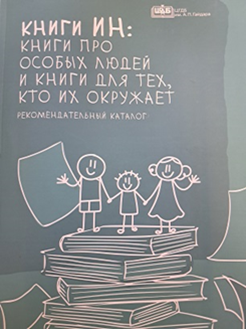 КНИГИ ИН:
КНИГИ ПРО
ОСОБЫХ ЛЮДЕЙ
И КНИГИ ДЛЯ ТЕХ,
КТО ИХ ОКРУЖАЕТ
РЕКОМЕНДАТЕЛЬНЫЙ КАТАЛОГ